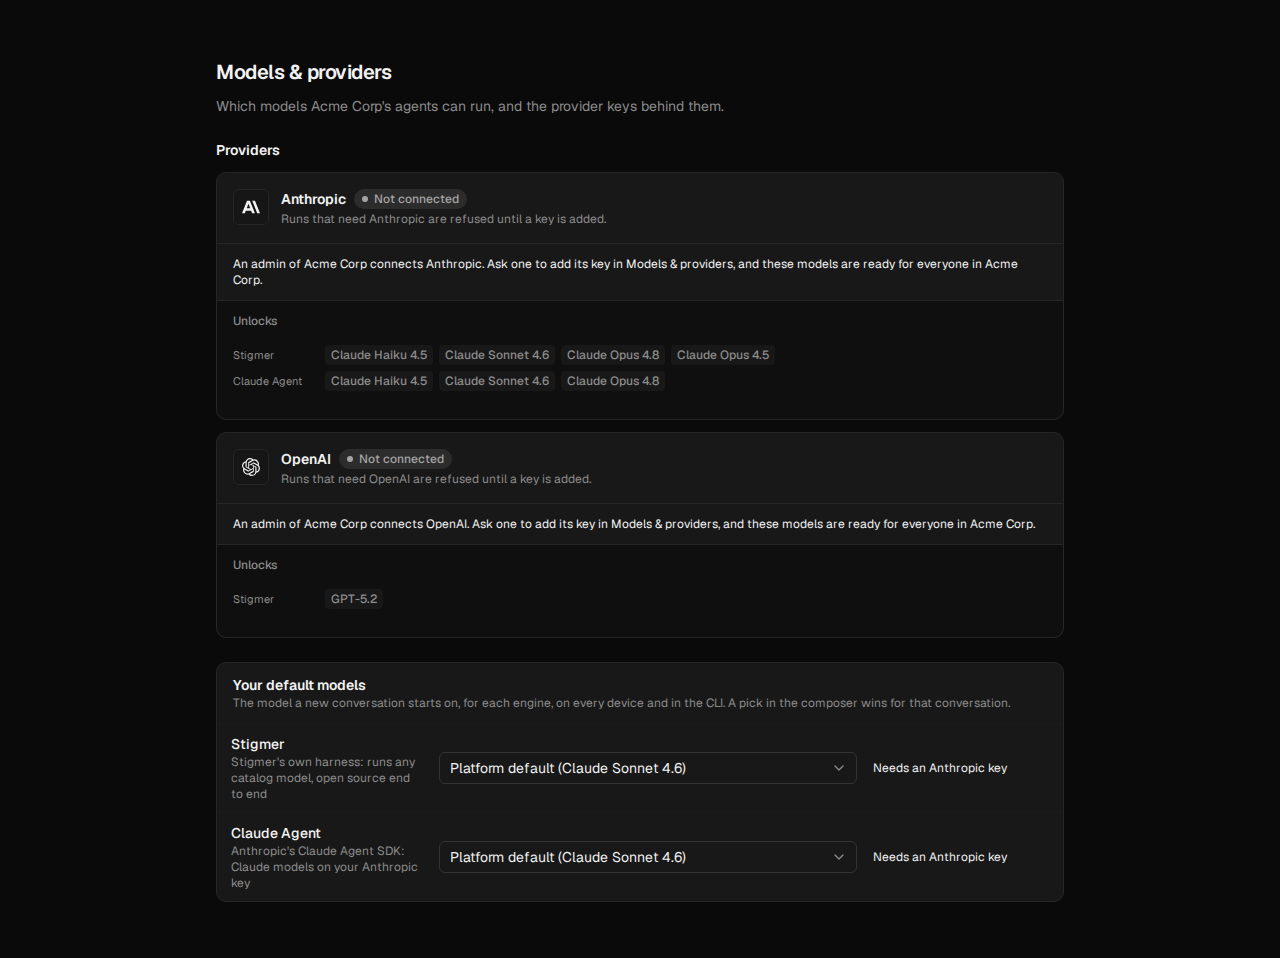 Models & providers
Which models Acme Corp's agents can run, and the provider keys behind them.
Providers
Anthropic
Not connected
Runs that need Anthropic are refused until a key is added.
An admin of Acme Corp connects Anthropic. Ask one to add its key in Models & providers, and these models are ready for everyone in Acme
Corp.
Unlocks
Stigmer Claude Haiku 4.5 Claude Sonnet 4.6 Claude Opus 4.8 Claude Opus 4.5
Claude Agent Claude Haiku 4.5 Claude Sonnet 4.6 Claude Opus 4.8
OpenAI
Not connected
Runs that need OpenAI are refused until a key is added.
An admin of Acme Corp connects OpenAI. Ask one to add its key in Models & providers, and these models are ready for everyone in Acme Corp.
Unlocks
Stigmer GPT-5.2
Your default models
The model a new conversation starts on, for each engine, on every device and in the CLI. A pick in the composer wins for that conversation.
Stigmer
Stigmer's own harness: runs any
catalog model, open source end
to end
Platform default (Claude Sonnet 4.6)
Needs an Anthropic key
Claude Agent
Anthropic's Claude Agent SDK:
Claude models on your Anthropic
key
Platform default (Claude Sonnet 4.6)
Needs an Anthropic key